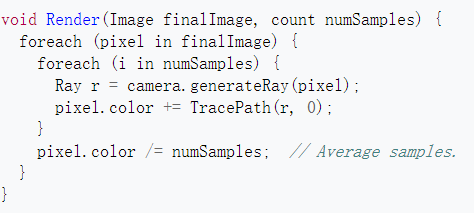 void Render(Image finalImage, count numSamples) {
  foreach (pixel in finalImage) {
    foreach (i in numSamples) {
      Ray r = camera.generateRay(pixel);
      pixel.color += TracePath(r, 0);
    }
    pixel.color /= numSamples;  // Average samples.
  }
}